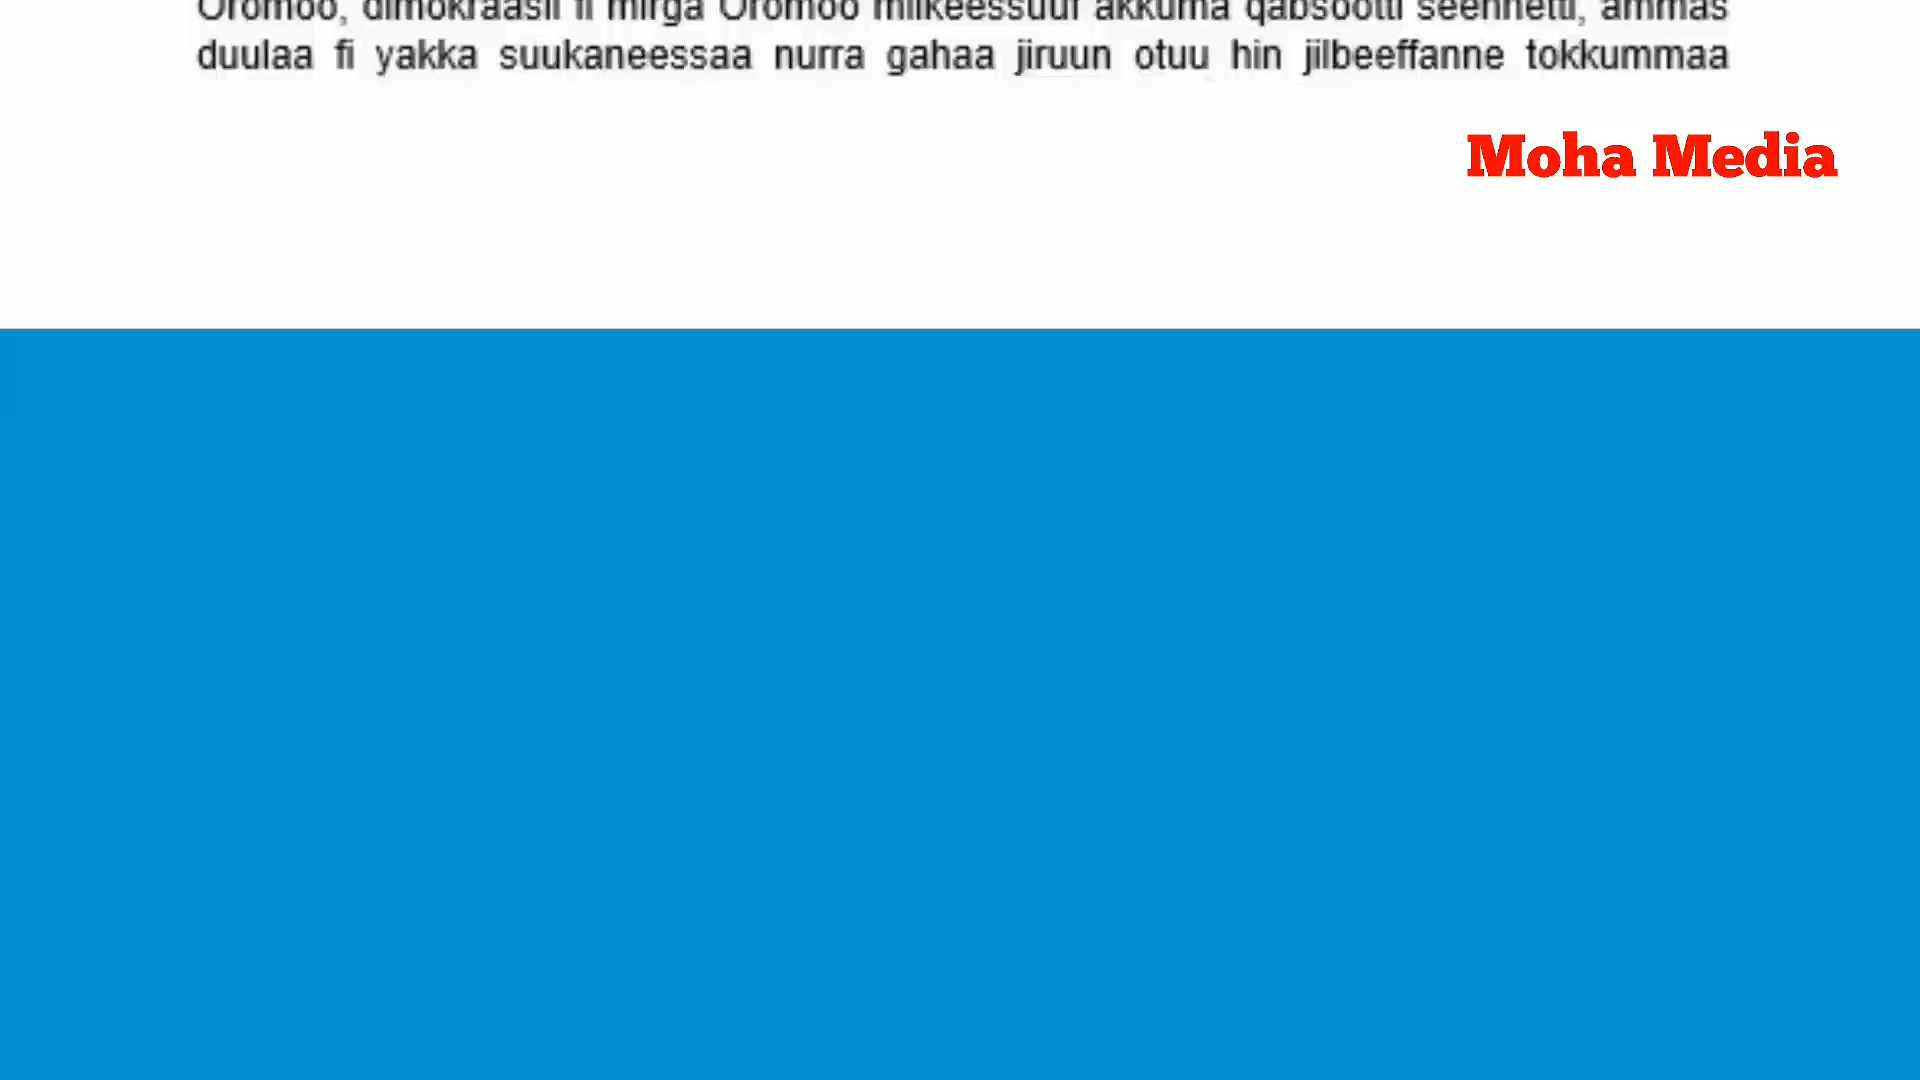 Oromoo, dimokraasii fi mirga Oromoo milkeessuuf akkuma qabsootti seennetti, ammas
duulaa fi yakka suukaneessaa nurra gahaa jiruun otuu hin jilbeeffanne tokkummaa
Moha Media